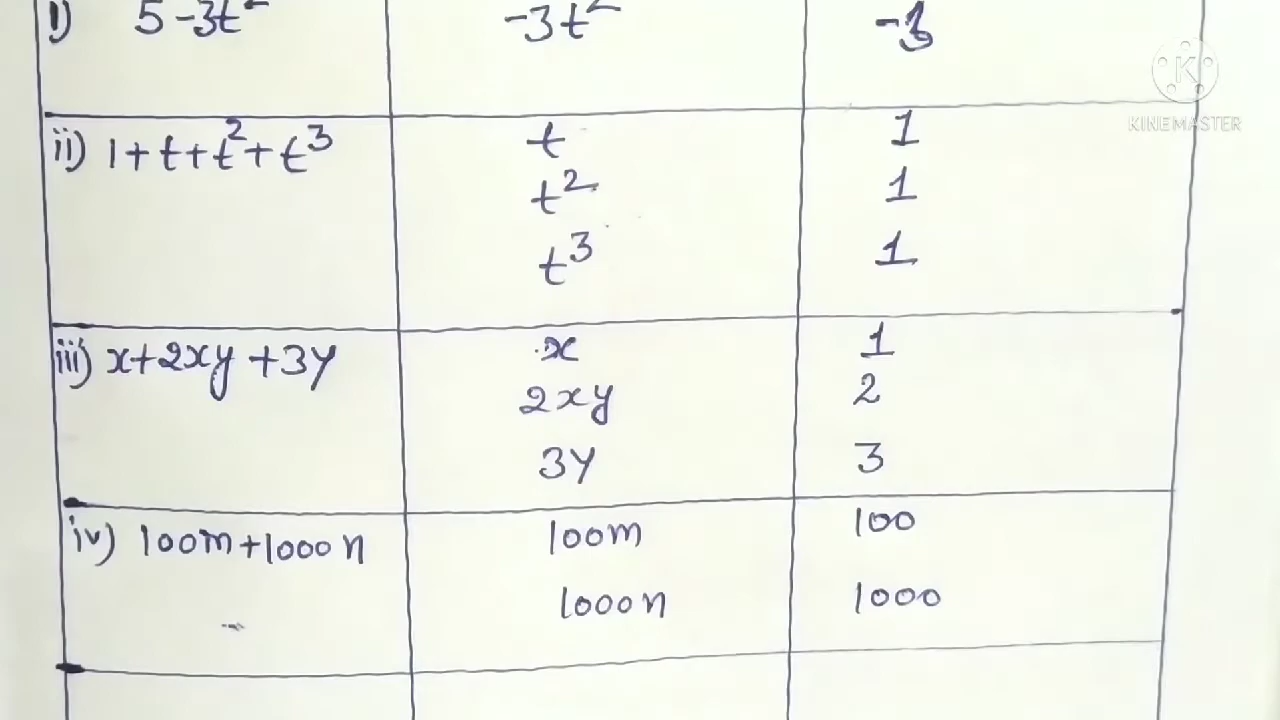 i) 5 - 3t² -3t² -3
ii) 1 + t + t² + t³ t 1
t² 1
t³ 1
iii) x + 2xy + 3y x 1
2xy 2
3y 3
iv) 100m + 1000n 100m 100
1000n 1000
K
KINEMASTER